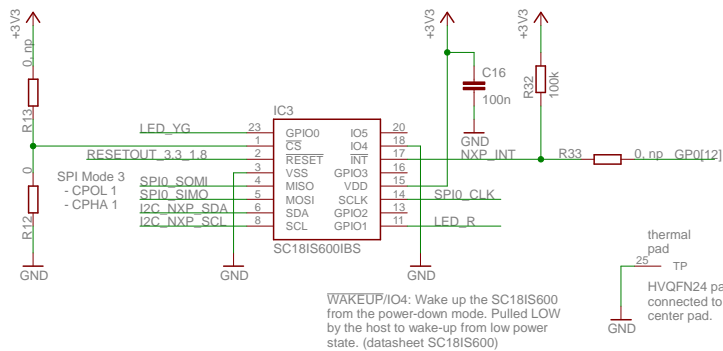 +3V3
+3V3
+3V3
0, np
R13
C16
100n
GND
R32
100k
IC3
LED_YG
23
GPIO0
IO5
20
1
CS
IO4
18
RESETOUT_3.3_1.8
2
RESET
INT
17
NXP_INT
R33
0, np
GP0[12]
3
VSS
GPIO3
16
SPI Mode 3
- CPOL 1
- CPHA 1
0
R12
SPI0_SOMI
4
MISO
VDD
15
SPI0_SIMO
5
MOSI
SCLK
14
SPI0_CLK
I2C_NXP_SDA
6
SDA
GPIO2
13
I2C_NXP_SCL
8
SCL
GPIO1
11
LED_R
SC18IS600IBS
GND
GND
GND
thermal
pad
25
TP
GND
HVQFN24 pa
connected to
center pad.
WAKEUP/IO4: Wake up the SC18IS600
from the power-down mode. Pulled LOW
by the host to wake-up from low power
state. (datasheet SC18IS600)